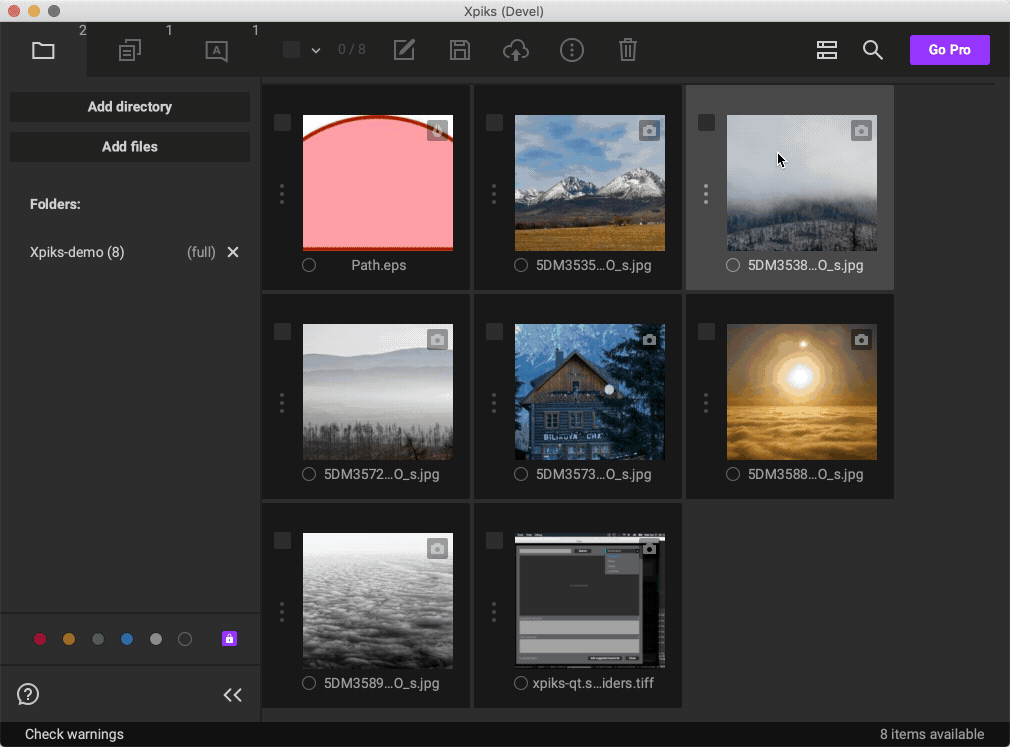 Xpiks (Devel)
2
1
1
A
0 / 8
Go Pro
Add directory
Add files
Folders:
Xpiks-demo (8) (full)
Path.eps
5DM3535...O_s.jpg
5DM3538...O_s.jpg
5DM3572...O_s.jpg
5DM3573...O_s.jpg
5DM3588...O_s.jpg
5DM3589...O_s.jpg
xpiks-qt.s...iders.tiff
Check warnings
8 items available